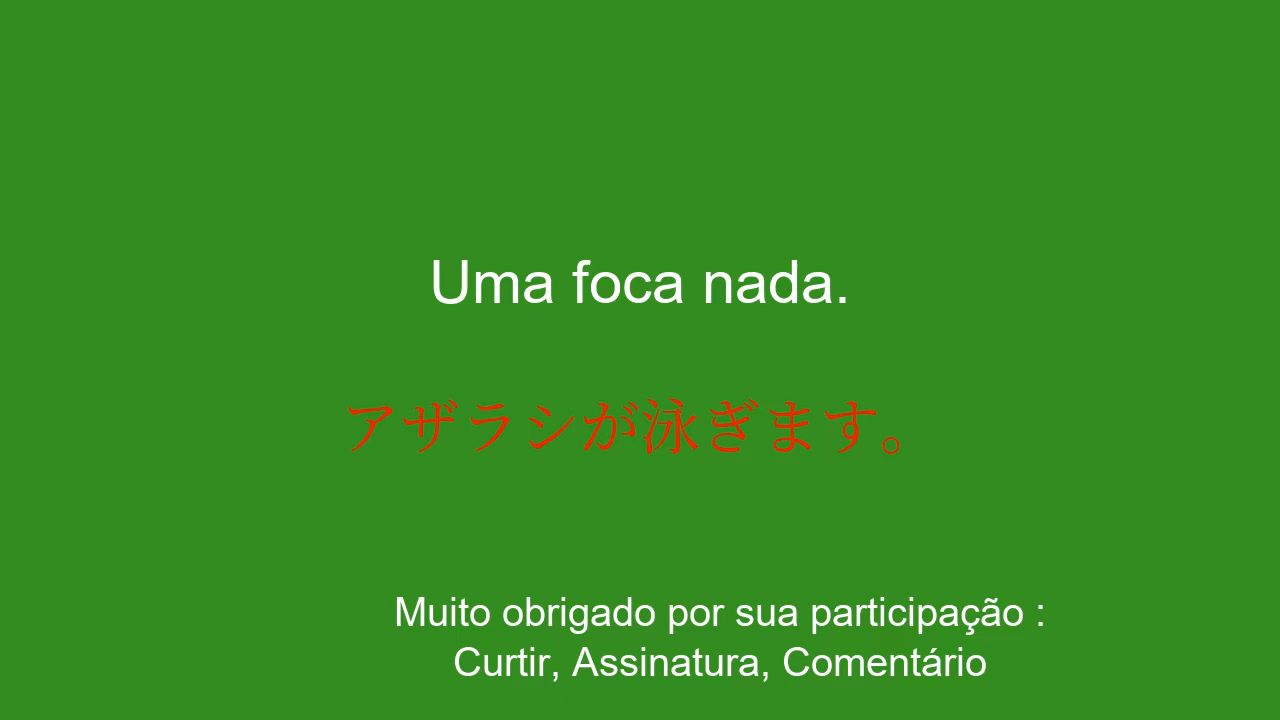 Uma foca nada.
アザラシが泳ぎます。
Muito obrigado por sua participação :
Curtir, Assinatura, Comentário